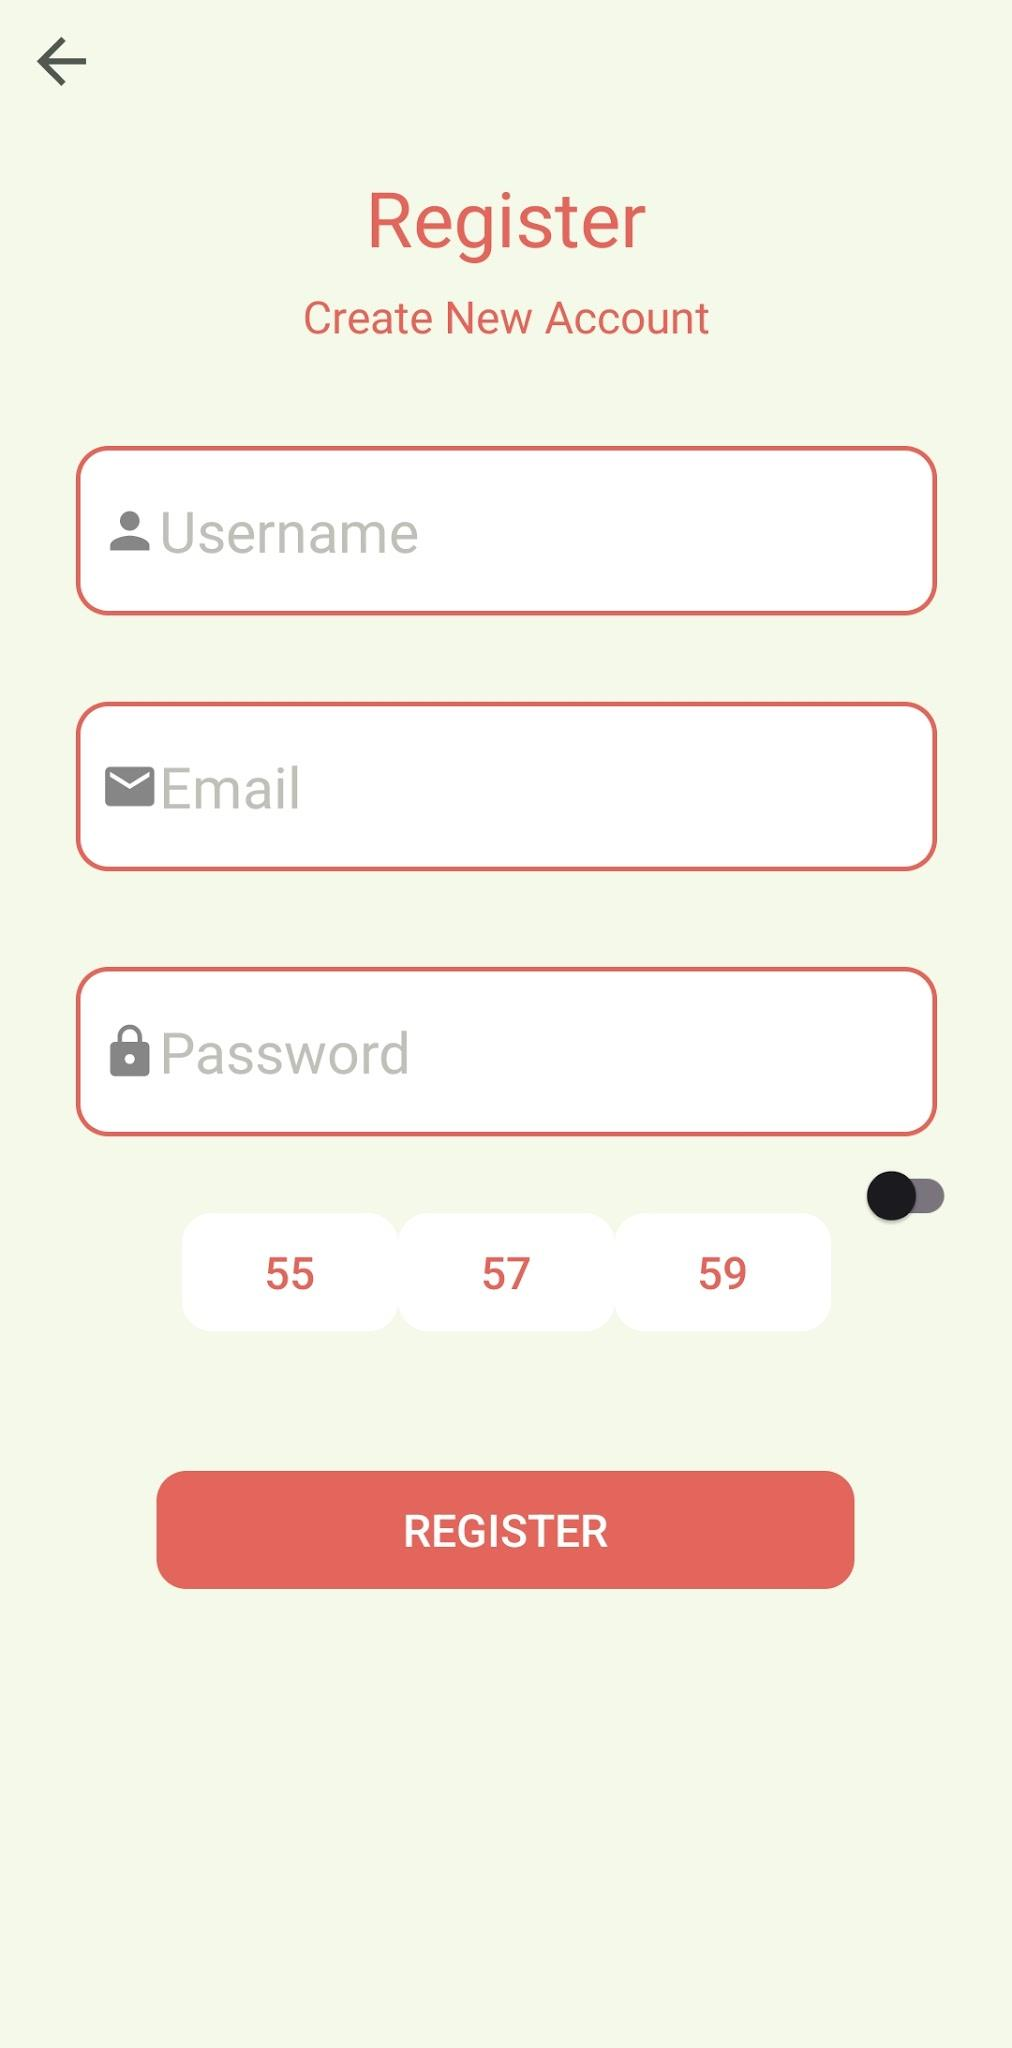 Register
Create New Account
Username
Email
Password
55 57 59
REGISTER